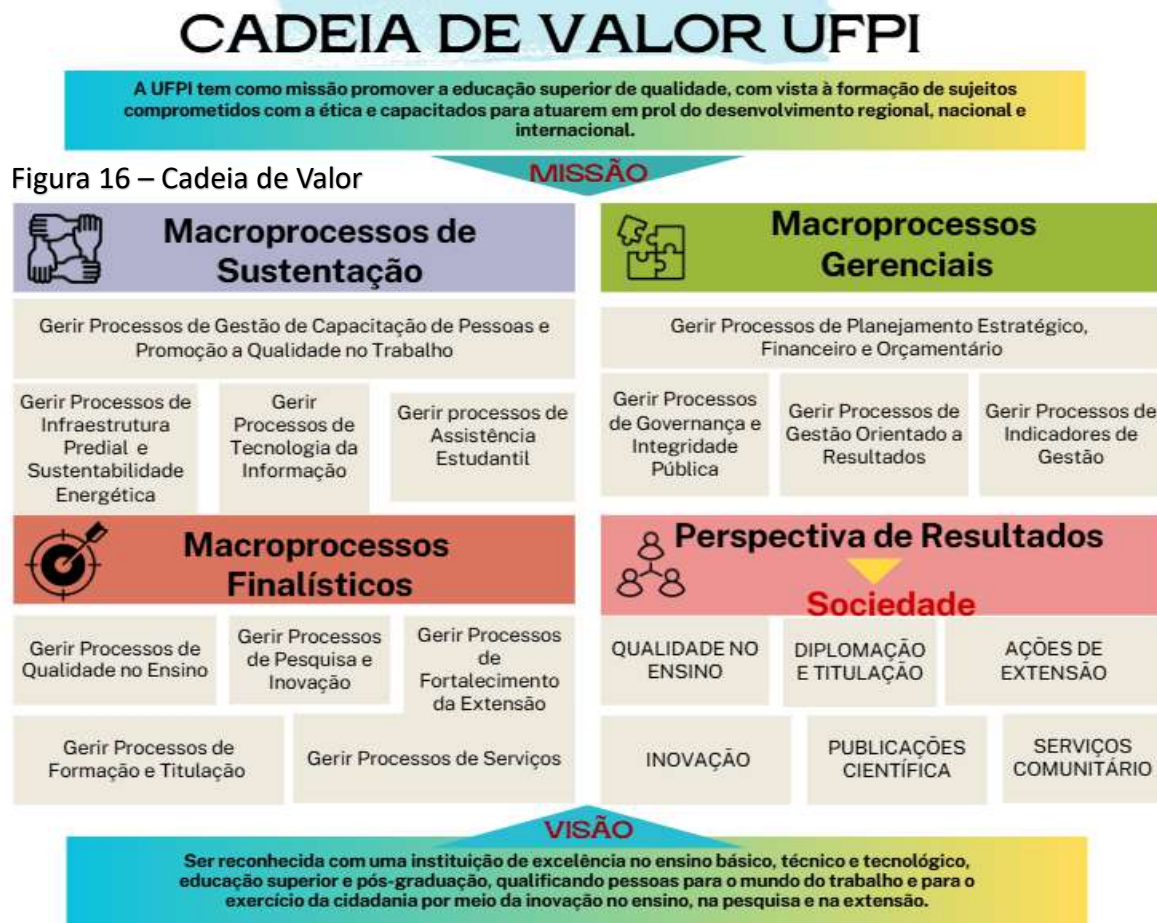 CADEIA DE VALOR UFPI
A UFPI tem como missão promover a educação superior de qualidade, com vista à formação de sujeitos
comprometidos com a ética e capacitados para atuarem em prol do desenvolvimento regional, nacional e
internacional.
MISSÃO
Figura 16 – Cadeia de Valor
Macroprocessos de
Sustentação
Gerir Processos de Gestão de Capacitação de Pessoas e
Promoção a Qualidade no Trabalho
Gerir Processos de
Infraestrutura
Predial e
Sustentabilidade
Energética
Gerir
Processos de
Tecnologia da
Informação
Gerir processos de
Assistência
Estudantil
Macroprocessos
Gerenciais
Gerir Processos de Planejamento Estratégico,
Financeiro e Orçamentário
Gerir Processos
de Governança e
Integridade
Pública
Gerir Processos de
Gestão Orientado a
Resultados
Gerir Processos de
Indicadores de
Gestão
Macroprocessos
Finalísticos
Gerir Processos de
Qualidade no Ensino
Gerir Processos
de Pesquisa e
Inovação
Gerir Processos
de
Fortalecimento
da Extensão
Gerir Processos de
Formação e Titulação
Gerir Processos de Serviços
Perspectiva de Resultados
Sociedade
QUALIDADE NO
ENSINO
DIPLOMAÇÃO
E TITULAÇÃO
AÇÕES DE
EXTENSÃO
INOVAÇÃO
PUBLICAÇÕES
CIENTÍFICA
SERVIÇOS
COMUNITÁRIO
VISÃO
Ser reconhecida com uma instituição de excelência no ensino básico, técnico e tecnológico,
educação superior e pós-graduação, qualificando pessoas para o mundo do trabalho e para o
exercício da cidadania por meio da inovação no ensino, na pesquisa e na extensão.